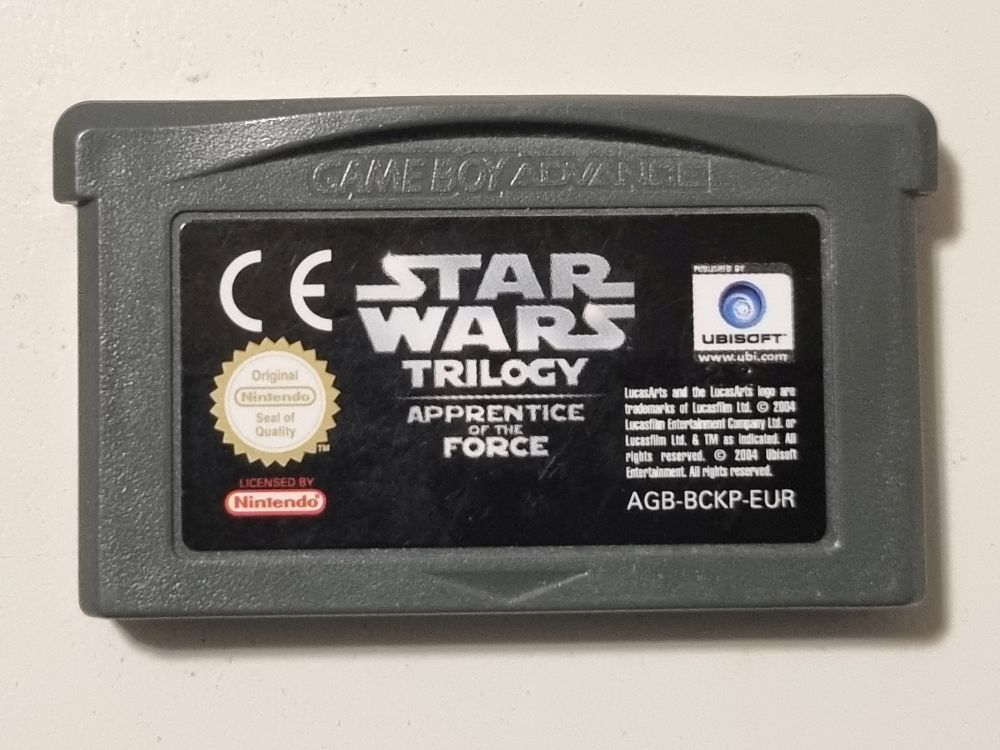 GAME BOY ADVANCE
CE
STAR
WARS
TRILOGY
APPRENTICE
OF THE
FORCE
Original
Nintendo
Seal of
Quality
TM
LICENSED BY
Nintendo®
PUBLISHED BY
UBISOFT™
www.ubi.com
LucasArts and the LucasArts logo are
trademarks of Lucasfilm Ltd. © 2004
Lucasfilm Entertainment Company Ltd. or
Lucasfilm Ltd. & TM as indicated. All
rights reserved. © 2004 Ubisoft
Entertainment. All rights reserved.
AGB-BCKP-EUR